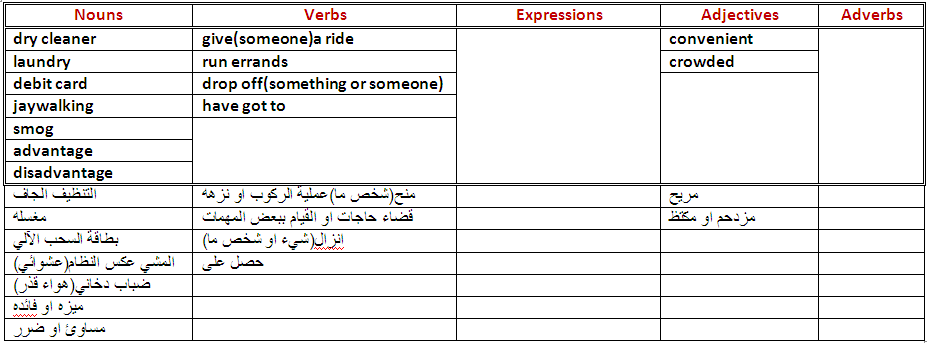 Nouns Verbs Expressions Adjectives Adverbs
dry cleaner give(someone)a ride convenient
laundry run errands crowded
debit card drop off(something or someone)
jaywalking have got to
smog
advantage
disadvantage
التنظيف الجاف منح(شخص ما)عملية الركوب او نزهه مريح
مغسله قضاء حاجات او القيام ببعض المهمات مزدحم او مكتظ
بطاقة السحب الآلي انزال(شيء او شخص ما)
المشي عكس النظام(عشوائي) حصل على
ضباب دخاني(هواء قذر)
ميزه او فائده
مساوئ او ضرر